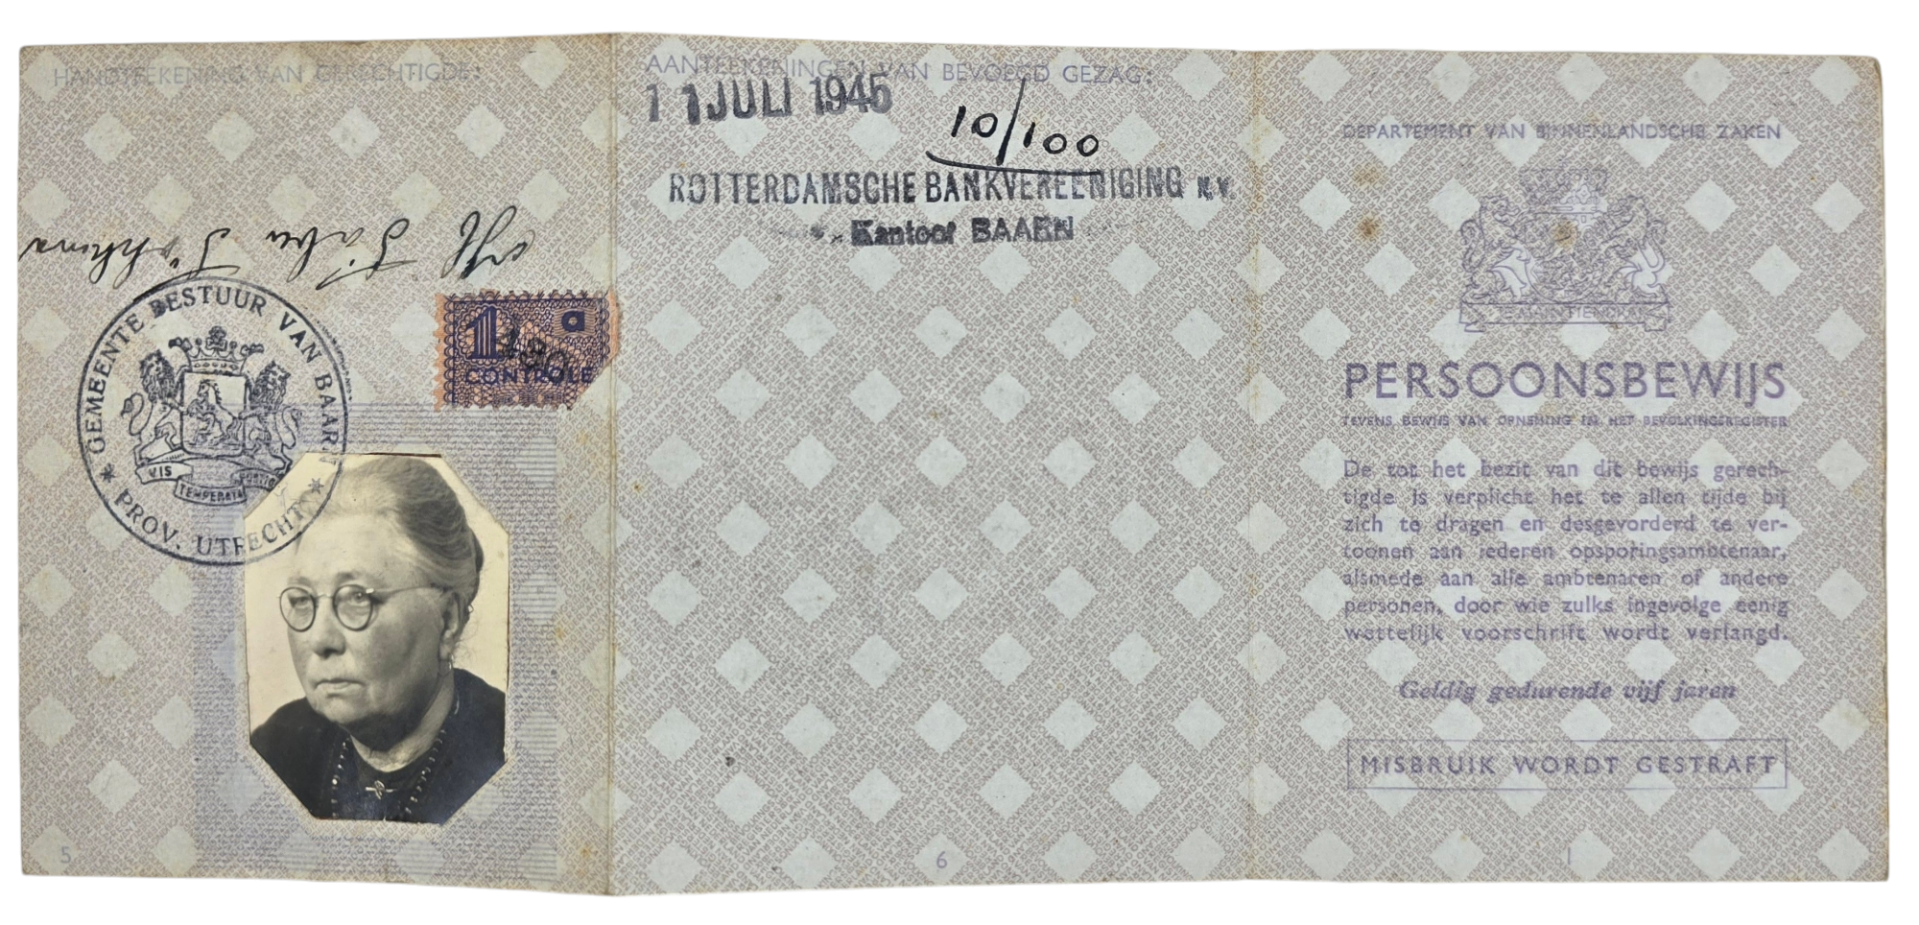 HANDTEEKENING VAN GERECHTIGDE:
GEMEENTE BESTUUR VAN BAARN
* PROV. UTRECHT *
VIS
TEMPERATA
1 a
CONTROLE
5
AANTEEKENINGEN VAN BEVOEGD GEZAG:
11 JULI 1945
10/100
ROTTERDAMSCHE BANKVEREENIGING N.V.
Kantoor BAARN
6
DEPARTEMENT VAN BINNENLANDSCHE ZAKEN
JE MAINTIENDRAI
PERSOONSBEWIJS
TEVENS BEWIJS VAN OPNEMING IN HET BEVOLKINGSREGISTER
De tot het bezit van dit bewijs gerech-
tigde is verplicht het te allen tijde bij
zich te dragen en desgevorderd te ver-
toonen aan iederen opsporingsambtenaar,
alsmede aan alle ambtenaren of andere
personen, door wie zulks ingevolge eenig
wettelijk voorschrift wordt verlangd.
Geldig gedurende vijf jaren
MISBRUIK WORDT GESTRAFT
1